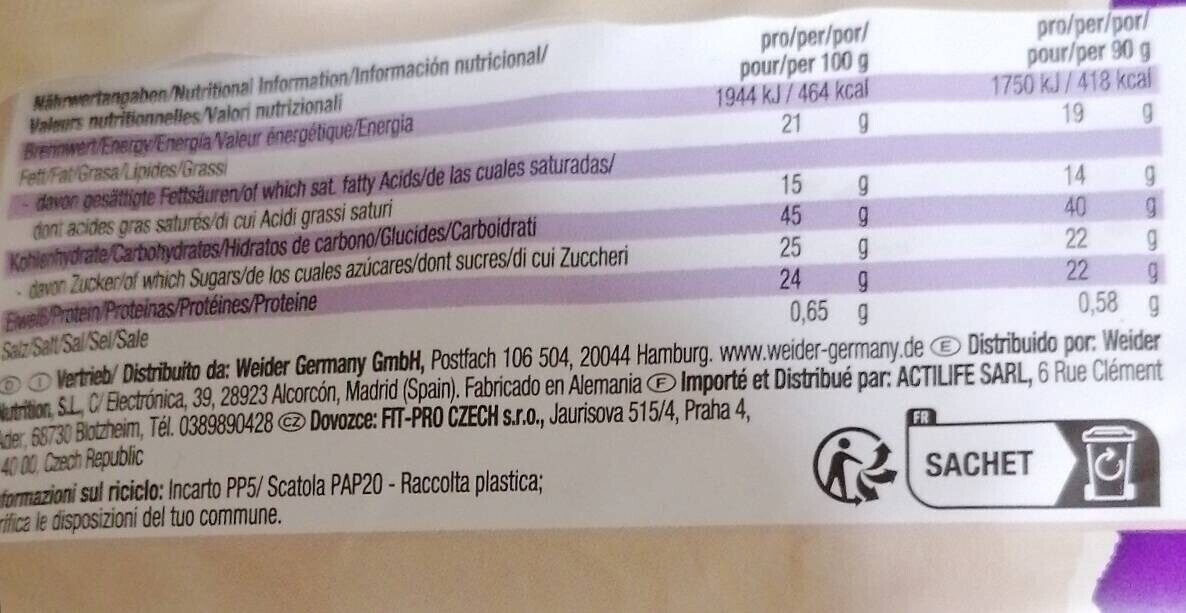 Nährwertangaben/Nutritional Information/Información nutricional/
Valeurs nutritionnelles/Valori nutrizionali
pro/per/por/
pour/per 100 g
pro/per/por/
pour/per 90 g
Brennwert/Energy/Energía/Valeur énergétique/Energia 1944 kJ / 464 kcal 1750 kJ / 418 kcal
Fett/Fat/Grasa/Lipides/Grassi 21 g 19 g
- davon gesättigte Fettsäuren/of which sat. fatty Acids/de las cuales saturadas/
dont acides gras saturés/di cui Acidi grassi saturi 15 g 14 g
Kohlenhydrate/Carbohydrates/Hidratos de carbono/Glucides/Carboidrati 45 g 40 g
- davon Zucker/of which Sugars/de los cuales azúcares/dont sucres/di cui Zuccheri 25 g 22 g
Eiweiß/Protein/Proteinas/Protéines/Proteine 24 g 22 g
Salz/Salt/Sal/Sel/Sale 0,65 g 0,58 g
D I Vertrieb/ Distribuito da: Weider Germany GmbH, Postfach 106 504, 20044 Hamburg. www.weider-germany.de E Distribuido por: Weider
Nutrition, S.L, C/ Electrónica, 39, 28923 Alcorcón, Madrid (Spain). Fabricado en Alemania F Importé et Distribué par: ACTILIFE SARL, 6 Rue Clément
Ader, 68730 Blotzheim, Tél. 0389890428 CZ Dovozce: FIT-PRO CZECH s.r.o., Jaurisova 515/4, Praha 4,
40 00, Czech Republic
formazioni sul riciclo: Incarto PP5/ Scatola PAP20 - Raccolta plastica;
rifica le disposizioni del tuo commune.
FR
SACHET